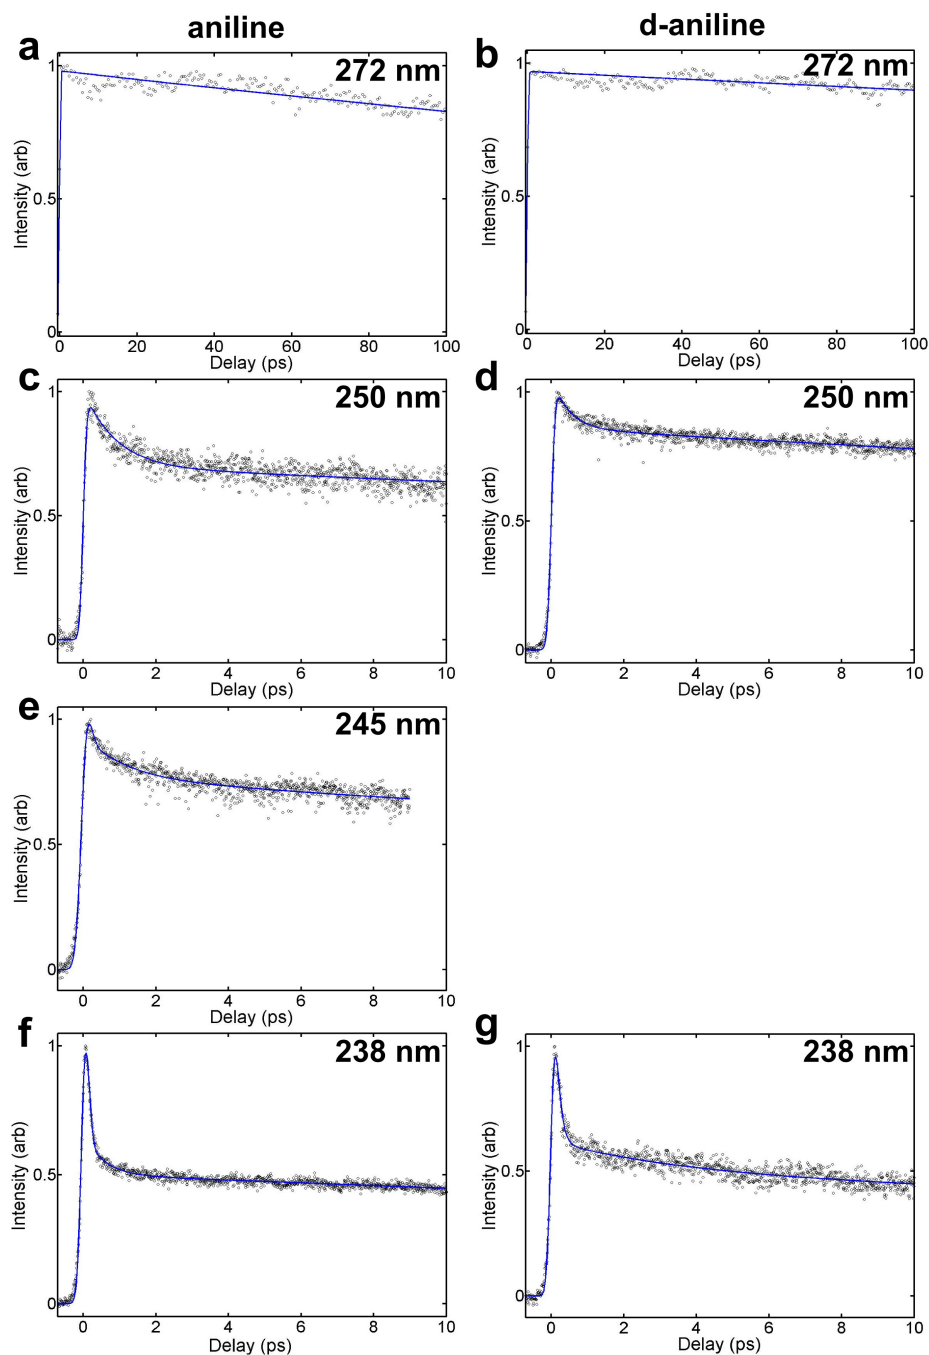 aniline
d-aniline
a
272 nm
1
0.5
0
Intensity (arb)
0 20 40 60 80 100
Delay (ps)
b
272 nm
1
0.5
0
Intensity (arb)
0 20 40 60 80 100
Delay (ps)
c
250 nm
1
0.5
0
Intensity (arb)
0 2 4 6 8 10
Delay (ps)
d
250 nm
1
0.5
0
Intensity (arb)
0 2 4 6 8 10
Delay (ps)
e
245 nm
1
0.5
0
Intensity (arb)
0 2 4 6 8 10
Delay (ps)
f
238 nm
1
0.5
0
Intensity (arb)
0 2 4 6 8 10
Delay (ps)
g
238 nm
1
0.5
0
Intensity (arb)
0 2 4 6 8 10
Delay (ps)